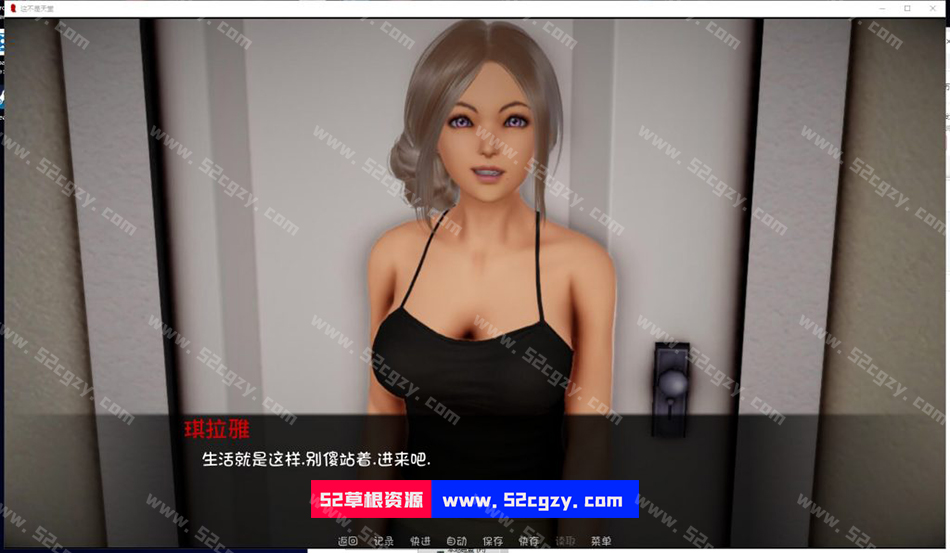 这不是天堂
琪拉雅
生活就是这样.别傻站着.进来吧.
52草根资源 www.52cgzy.com
返回 记录 快进 自动 保存 快存 读取 菜单
www.52cgzy.com